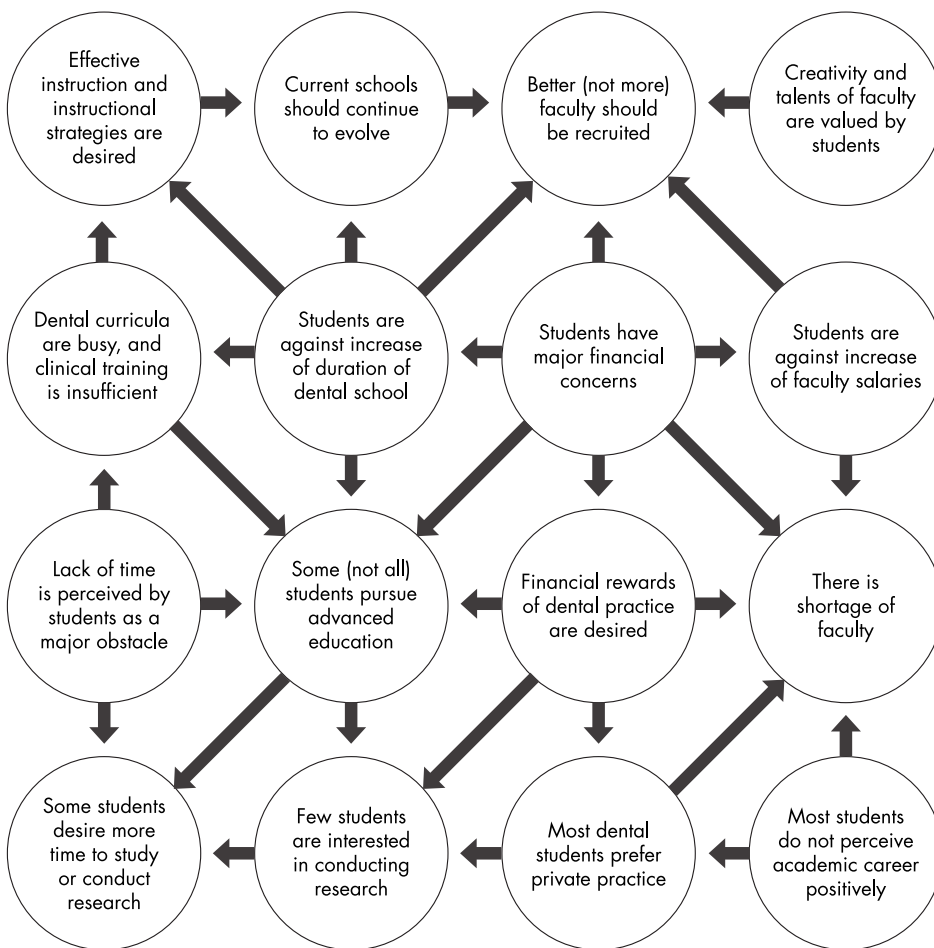 Effective
instruction and
instructional
strategies are
desired
Current schools
should continue
to evolve
Better (not more)
faculty should
be recruited
Creativity and
talents of faculty
are valued by
students
Dental curricula
are busy, and
clinical training
is insufficient
Students are
against increase
of duration of
dental school
Students have
major financial
concerns
Students are
against increase
of faculty salaries
Lack of time
is perceived by
students as a
major obstacle
Some (not all)
students pursue
advanced
education
Financial rewards
of dental practice
are desired
There is
shortage of
faculty
Some students
desire more
time to study
or conduct
research
Few students
are interested
in conducting
research
Most dental
students prefer
private practice
Most students
do not perceive
academic career
positively